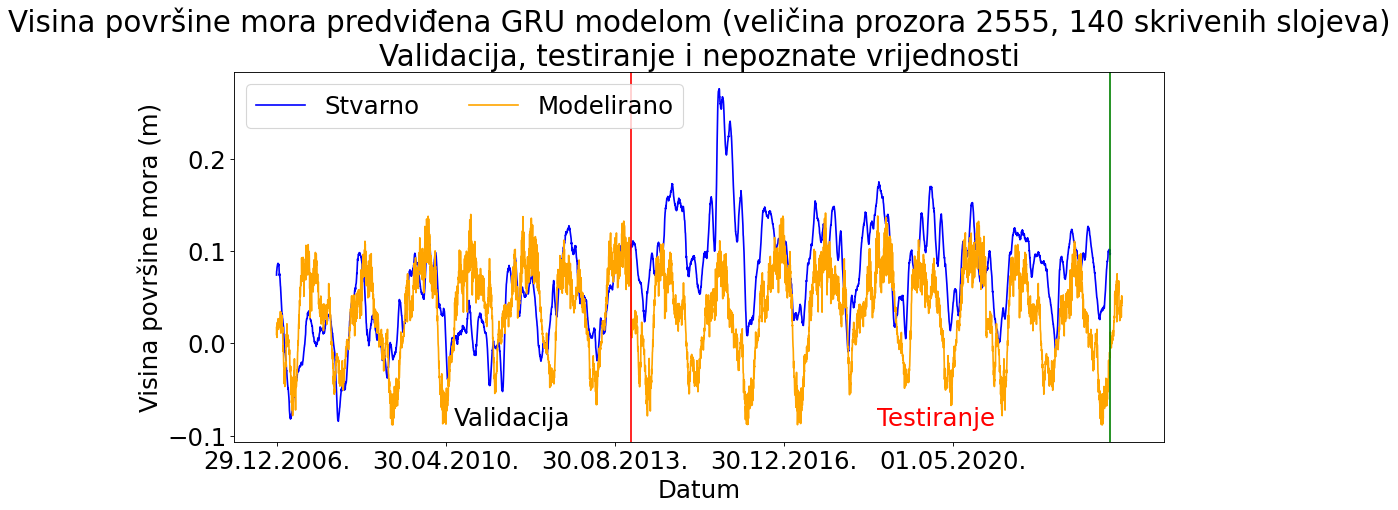 Visina površine mora predviđena GRU modelom (veličina prozora 2555, 140 skrivenih slojeva)
Validacija, testiranje i nepoznate vrijednosti
Stvarno
Modelirano
Visina površine mora (m)
0.2
0.1
0.0
−0.1
Validacija
Testiranje
29.12.2006.
30.04.2010.
30.08.2013.
30.12.2016.
01.05.2020.
Datum